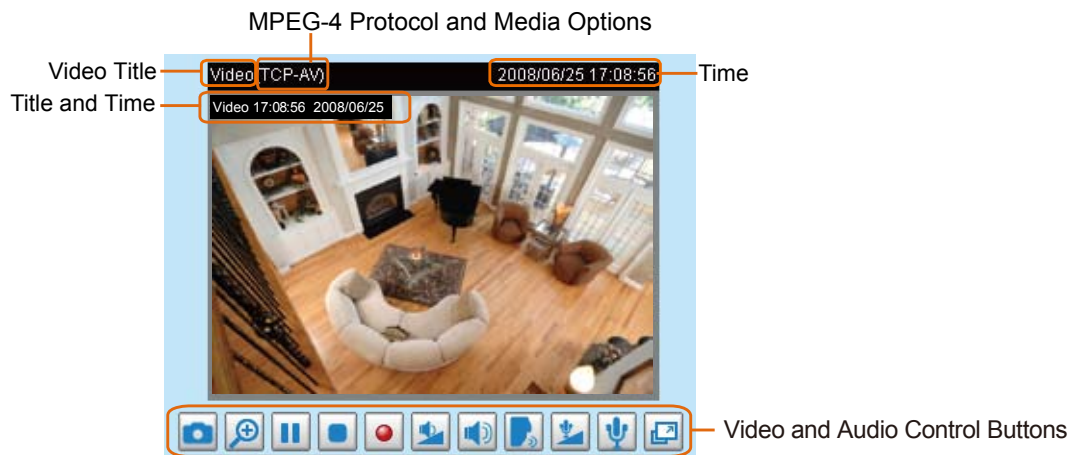 MPEG-4 Protocol and Media Options
Video Title
Video (TCP-AV)
2008/06/25 17:08:56
Time
Title and Time
Video 17:08:56 2008/06/25
Video and Audio Control Buttons